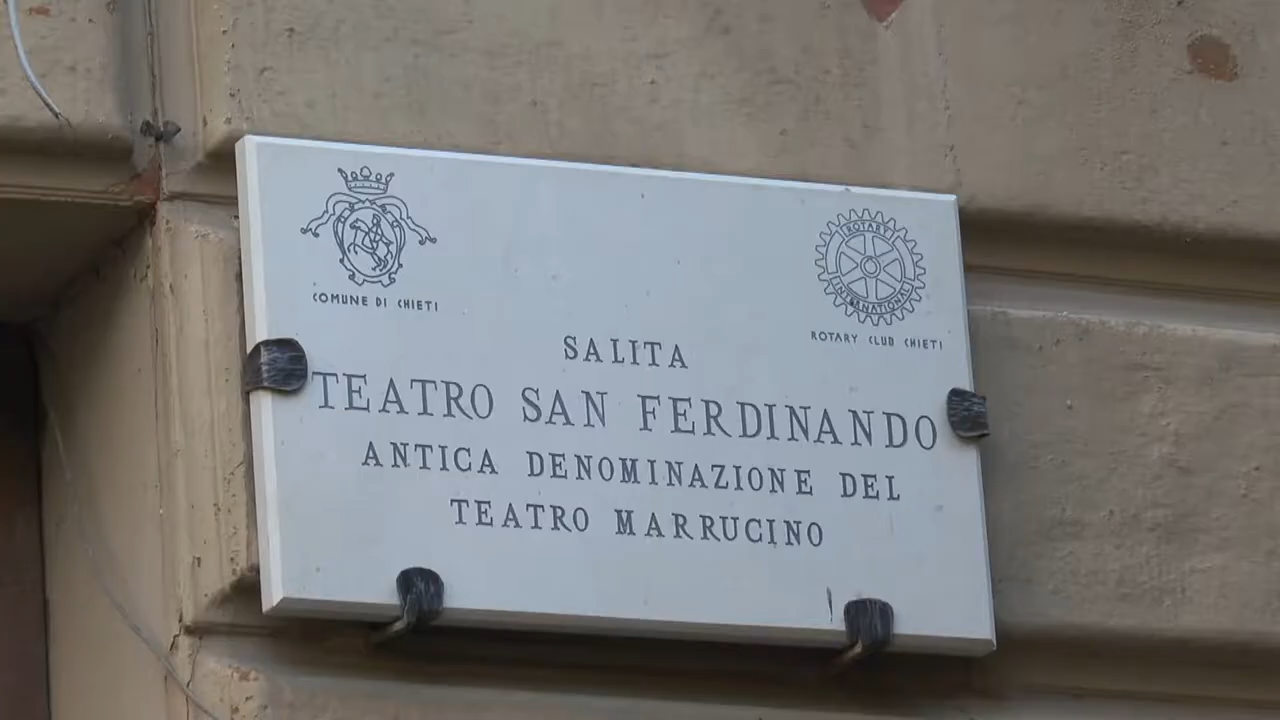 COMUNE DI CHIETI
ROTARY
INTERNATIONAL
ROTARY CLUB CHIETI
SALITA
TEATRO SAN FERDINANDO
ANTICA DENOMINAZIONE DEL
TEATRO MARRUCINO